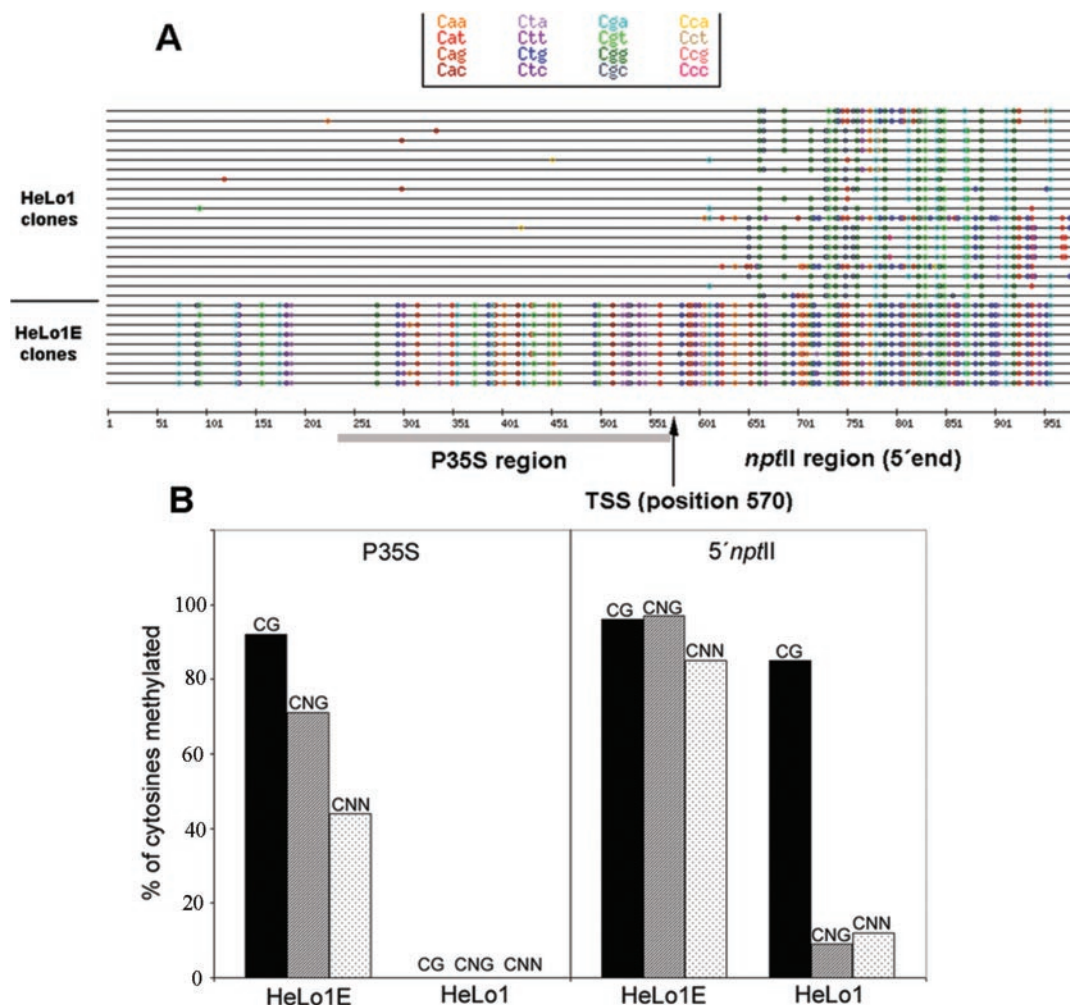 A
Caa Cta Cga Cca
Cat Ctt Cgt Cct
Cag Ctg Cgg Ccg
Cac Ctc Cgc Ccc
HeLo1
clones
HeLo1E
clones
1 51 101 151 201 251 301 351 401 451 501 551 601 651 701 751 801 851 901 951
P35S region
nptII region (5´end)
TSS (position 570)
B
P35S
5´nptII
% of cytosines methylated
100
80
60
40
20
0
CG CNG CNN
CG CNG CNN
CG CNG CNN
CG CNG CNN
HeLo1E HeLo1 HeLo1E HeLo1